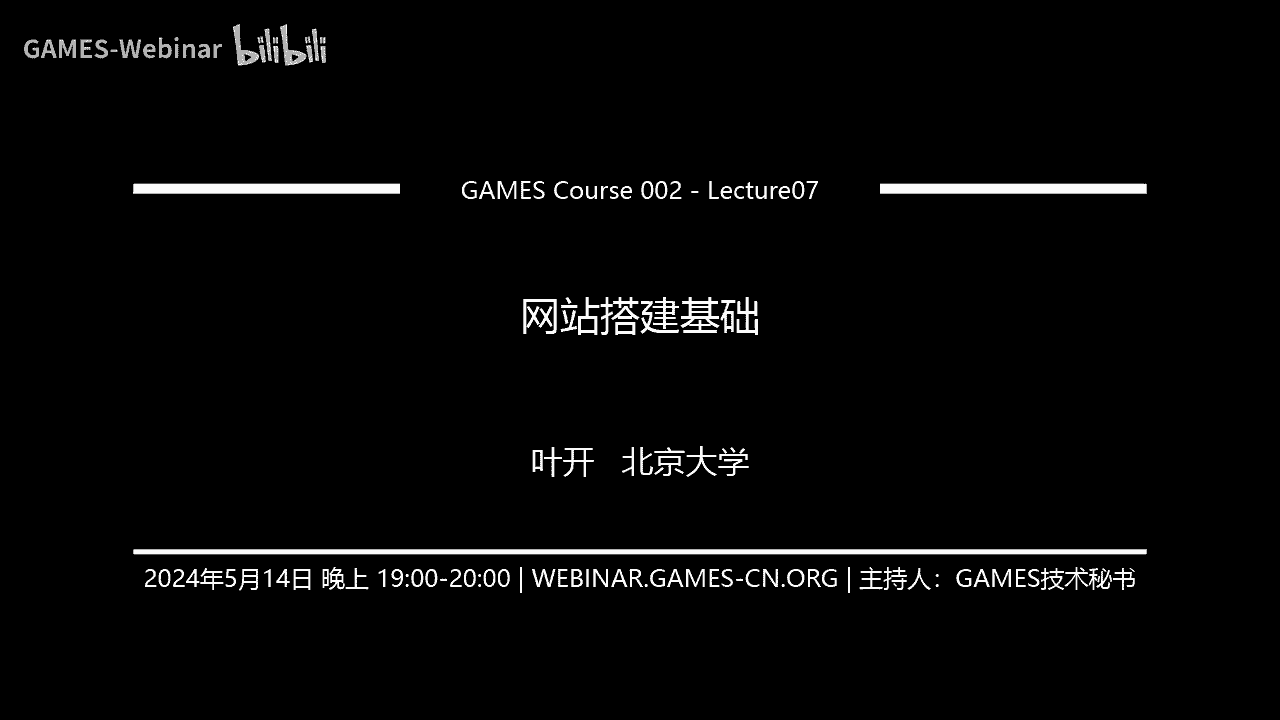 GAMES-Webinar bilibili
GAMES Course 002 - Lecture07
网站搭建基础
叶开 北京大学
2024年5月14日 晚上 19:00-20:00 | WEBINAR.GAMES-CN.ORG | 主持人：GAMES技术秘书